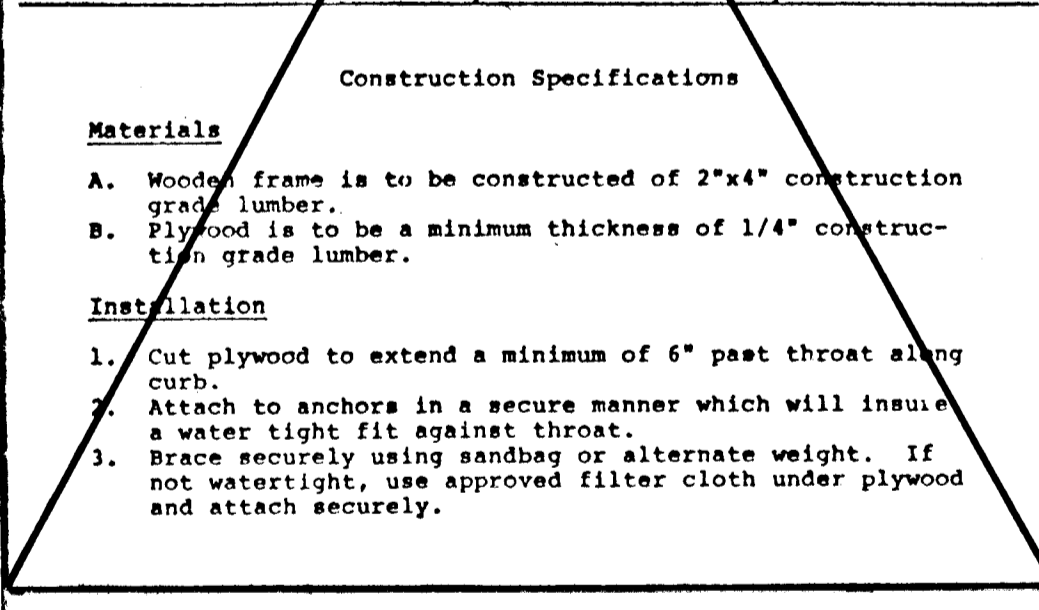 Construction Specifications
Materials
A. Wooden frame is to be constructed of 2"x4" construction
grade lumber.
B. Plywood is to be a minimum thickness of 1/4" construc-
tion grade lumber.
Installation
1. Cut plywood to extend a minimum of 6" past throat along
curb.
2. Attach to anchors in a secure manner which will insure
a water tight fit against throat.
3. Brace securely using sandbag or alternate weight. If
not watertight, use approved filter cloth under plywood
and attach securely.